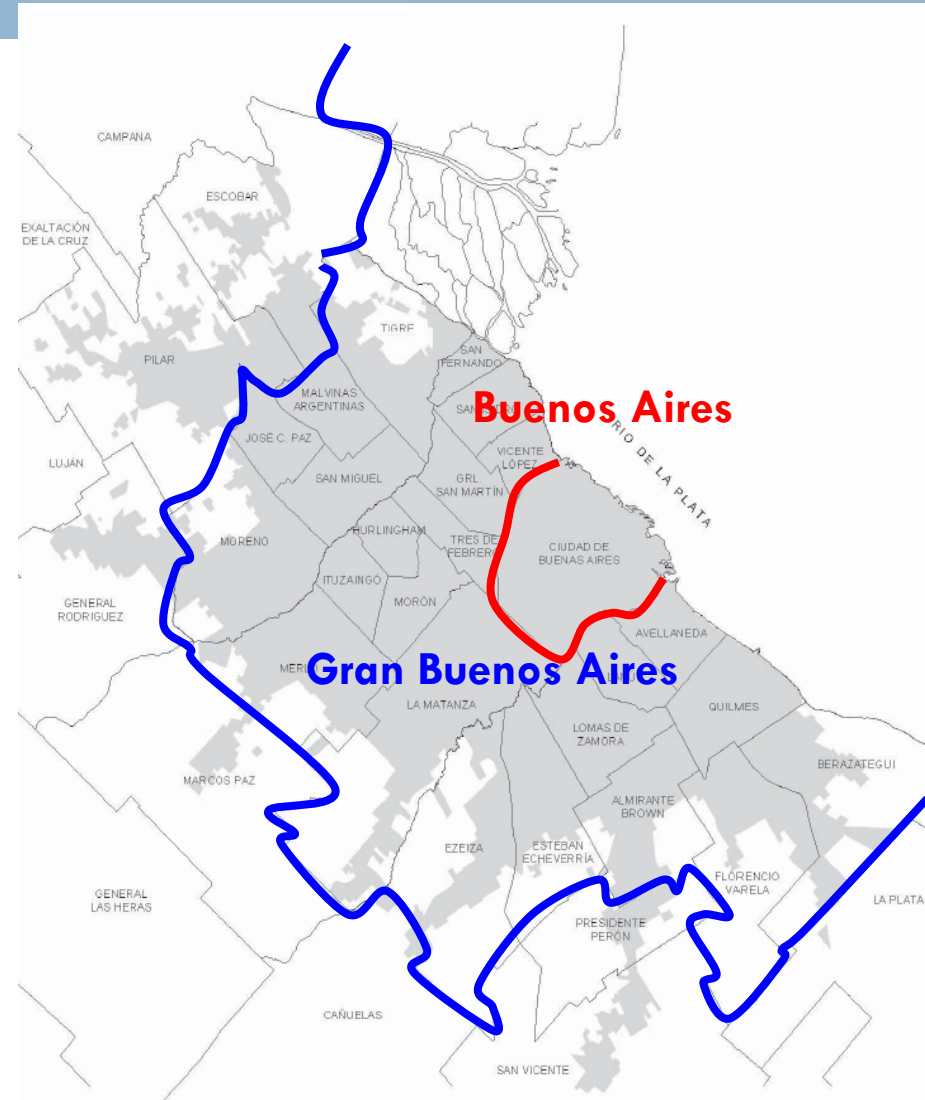 CAMPANA
ESCOBAR
EXALTACIÓN
DE LA CRUZ
TIGRE
SAN
FERNANDO
PILAR
MALVINAS
ARGENTINAS
Buenos Aires
RIO DE LA PLATA
JOSÉ C. PAZ
VICENTE
LÓPEZ
LUJÁN
SAN MIGUEL
GRL.
SAN MARTÍN
HURLINGHAM
TRES DE
FEBRERO
MORENO
CIUDAD DE
BUENOS AIRES
ITUZAINGÓ
GENERAL
RODRIGUEZ
MORÓN
AVELLANEDA
Gran Buenos Aires
LA MATANZA
QUILMES
LOMAS DE
ZAMORA
BERAZATEGUI
MARCOS PAZ
ALMIRANTE
BROWN
EZEIZA
ESTEBAN
ECHEVERRÍA
FLORENCIO
VARELA
GENERAL
LAS HERAS
LA PLATA
PRESIDENTE
PERÓN
CAÑUELAS
SAN VICENTE